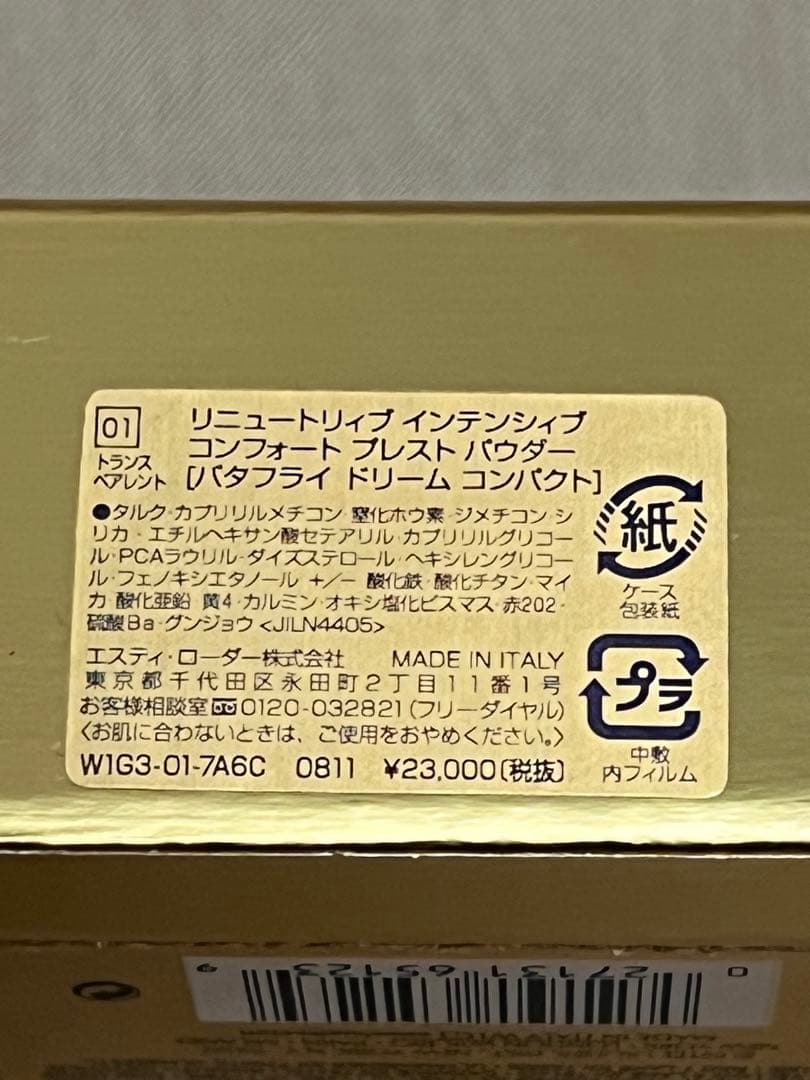 01
トランス
ペアレント
リニュートリィブ インテンシィブ
コンフォート プレスト パウダー
[バタフライ ドリーム コンパクト]
●タルク・カプリリルメチコン・窒化ホウ素・ジメチコン・シ
リカ・エチルヘキサン酸セテアリル・カプリリルグリコー
ル・PCAラウリル・ダイズステロール・ヘキシレングリコー
ル・フェノキシエタノール +/- 酸化鉄・酸化チタン・マイ
カ・酸化亜鉛・黄4・カルミン・オキシ塩化ビスマス・赤202・
硫酸Ba・グンジョウ <JILN4405>
エスティ・ローダー株式会社 MADE IN ITALY
東京都千代田区永田町2丁目11番1号
お客様相談室 0120-032821(フリーダイヤル)
〈お肌に合わないときは、ご使用をおやめください。〉
W1G3-01-7A6C 0811 ¥23,000(税抜)
紙
ケース
包装紙
プラ
中敷
内フィルム
0 27131 69123 9